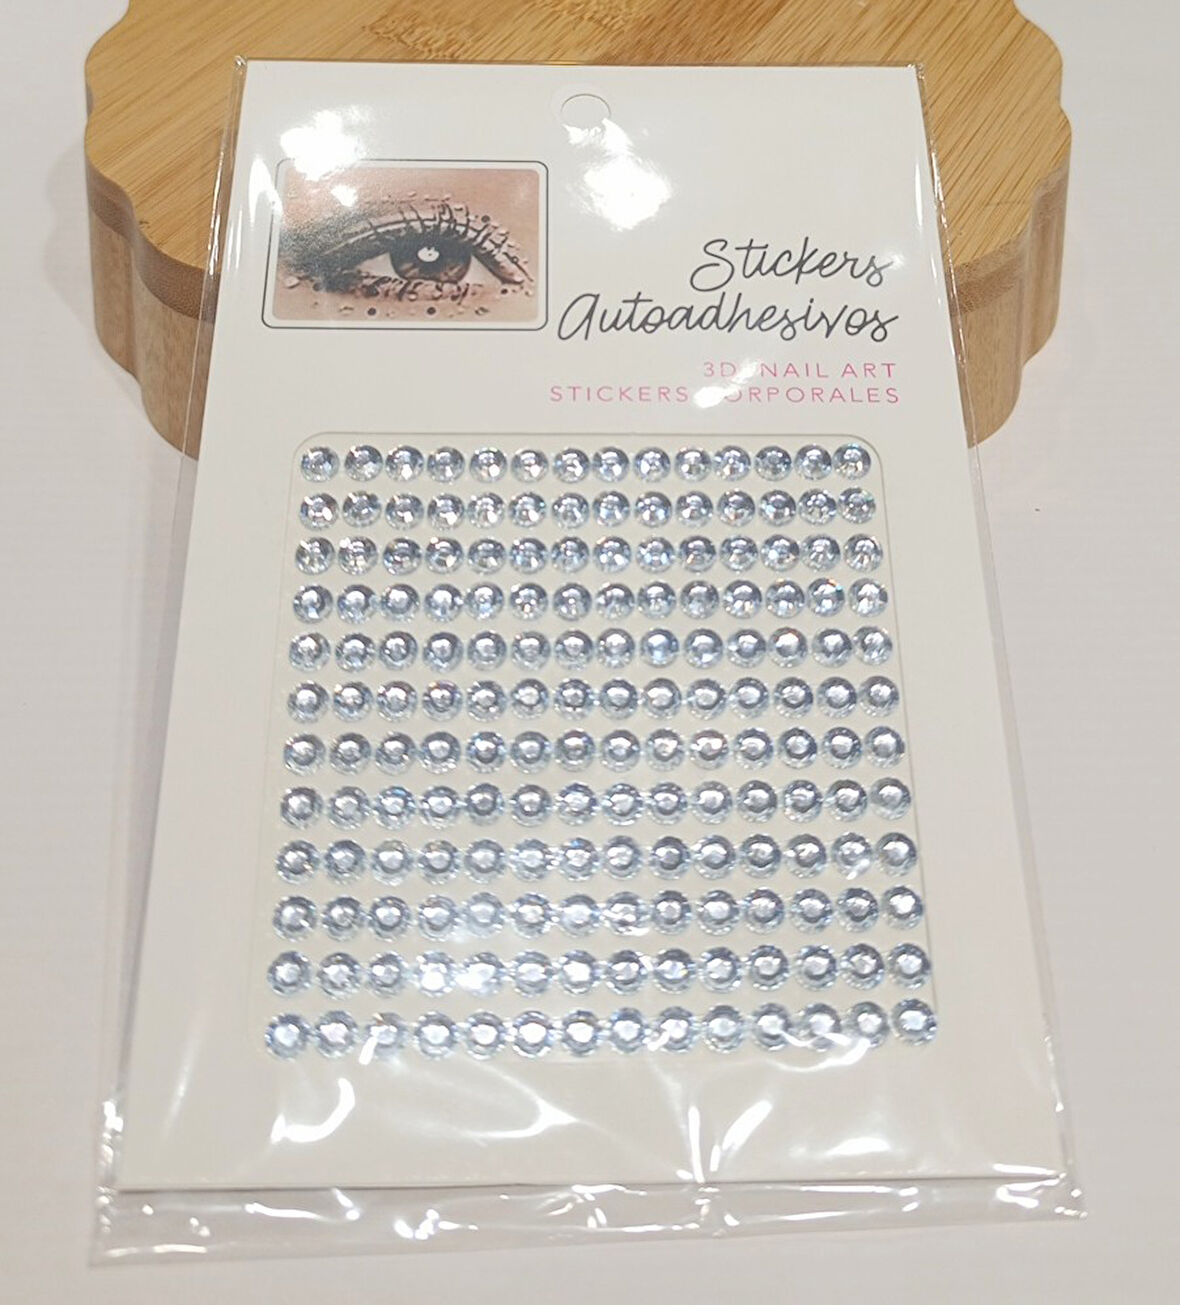 Stickers
Autoadhesivos
3D NAIL ART
STICKERS CORPORALES